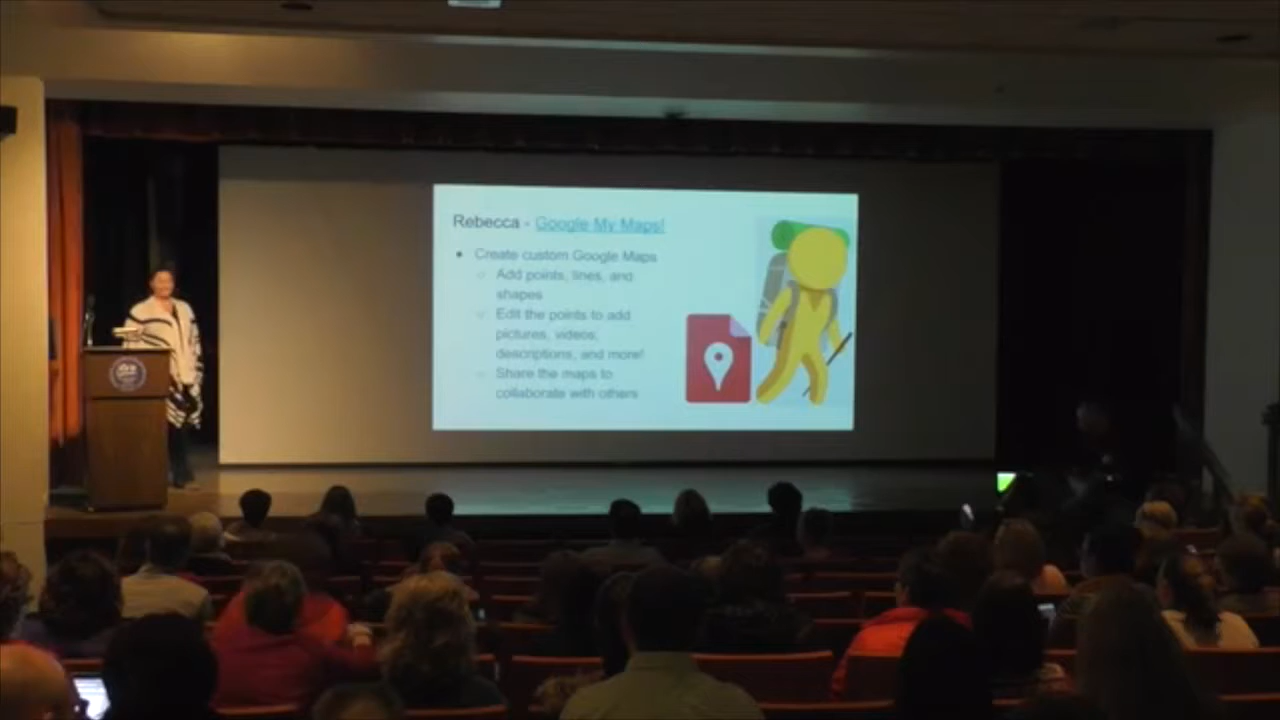 Rebecca - Google My Maps!
● Create custom Google Maps
○ Add points, lines, and
shapes
○ Edit the points to add
pictures, videos,
descriptions, and more!
○ Share the maps to
collaborate with others